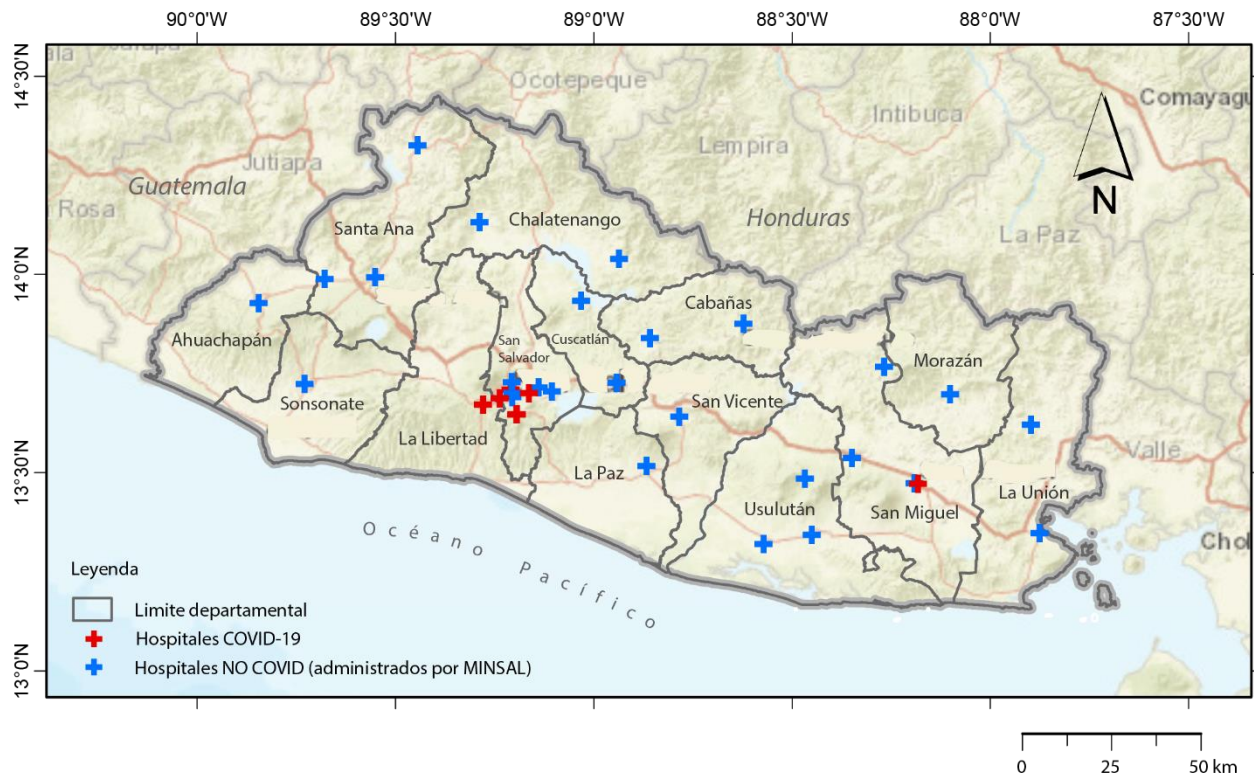 90°0'W 89°30'W 89°0'W 88°30'W 88°0'W 87°30'W
14°30'N
14°0'N
13°30'N
13°0'N
Ocotepeque
Comayagu
Intibuca
Lempira
Jutiapa
Guatemala
Rosa
Chalatenango
Honduras
Santa Ana
La Paz
Cabañas
Ahuachapán
San
Salvador
Cuscatlán
Morazán
Sonsonate
San Vicente
La Libertad
Valle
La Paz
La Unión
Usulután
San Miguel
Chol
Océano Pacífico
N
Leyenda
Limite departamental
Hospitales COVID-19
Hospitales NO COVID (administrados por MINSAL)
0 25 50 km